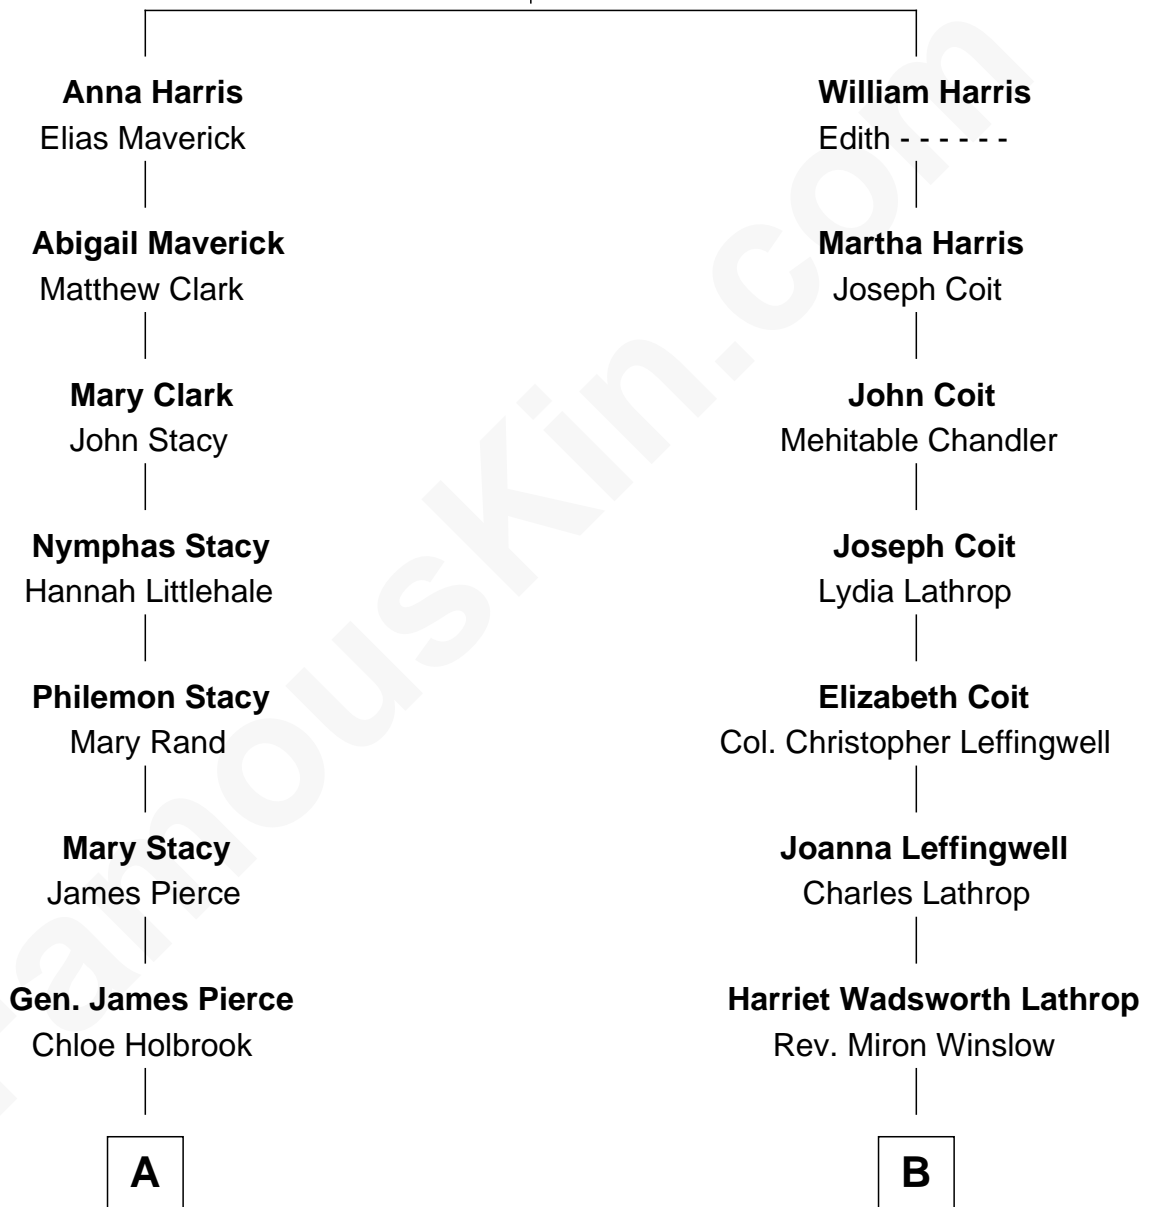 Anna Harris
Elias Maverick
Abigail Maverick
Matthew Clark
Mary Clark
John Stacy
Nymphas Stacy
Hannah Littlehale
Philemon Stacy
Mary Rand
Mary Stacy
James Pierce
Gen. James Pierce
Chloe Holbrook
A
William Harris
Edith - - - - - -
Martha Harris
Joseph Coit
John Coit
Mehitable Chandler
Joseph Coit
Lydia Lathrop
Elizabeth Coit
Col. Christopher Leffingwell
Joanna Leffingwell
Charles Lathrop
Harriet Wadsworth Lathrop
Rev. Miron Winslow
B
FamousKin.com